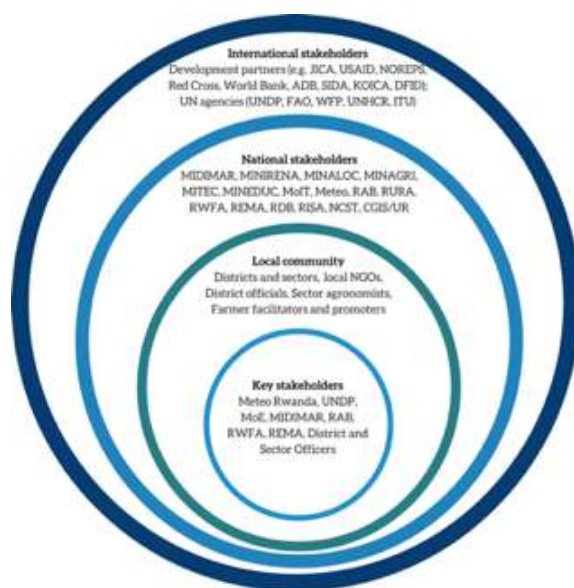 International stakeholders
Development partners (e.g. JICA, USAID, NOREPS,
Red Cross, World Bank, ADB, SIDA, KOICA, DFID);
UN agencies (UNDP, FAO, WFP, UNHCR, ITU)
National stakeholders
MIDIMAR, MINIRENA, MINALOC, MINAGRI,
MITEC, MINEDUC, MoIT, Meteo, RAB, RURA,
RWFA, REMA, RDB, RISA, NCST, CGIS/UR
Local community
Districts and sectors, local NGOs,
District officials, Sector agronomists,
Farmer facilitators and promoters
Key stakeholders
Meteo Rwanda, UNDP,
MoE, MIDIMAR, RAB,
RWFA, REMA, District and
Sector Officers